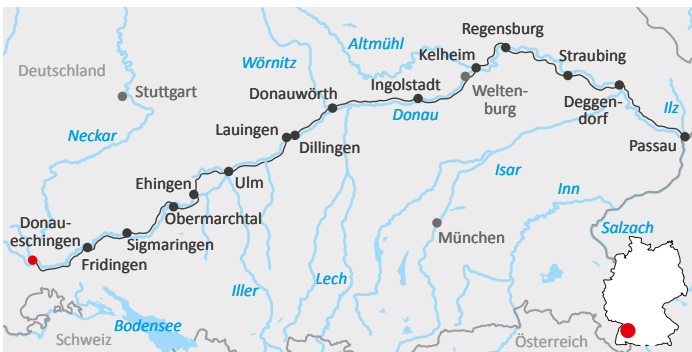 Regensburg
Altmühl
Kelheim
Straubing
Wörnitz
Deutschland
Ingolstadt
Stuttgart
Donauwörth
Welten-
burg
Deggen-
dorf
Ilz
Donau
Neckar
Lauingen
Dillingen
Passau
Isar
Ehingen
Ulm
Inn
Obermarchtal
Donau-
eschingen
Salzach
Sigmaringen
München
Fridingen
Lech
Iller
Bodensee
Schweiz
Österreich